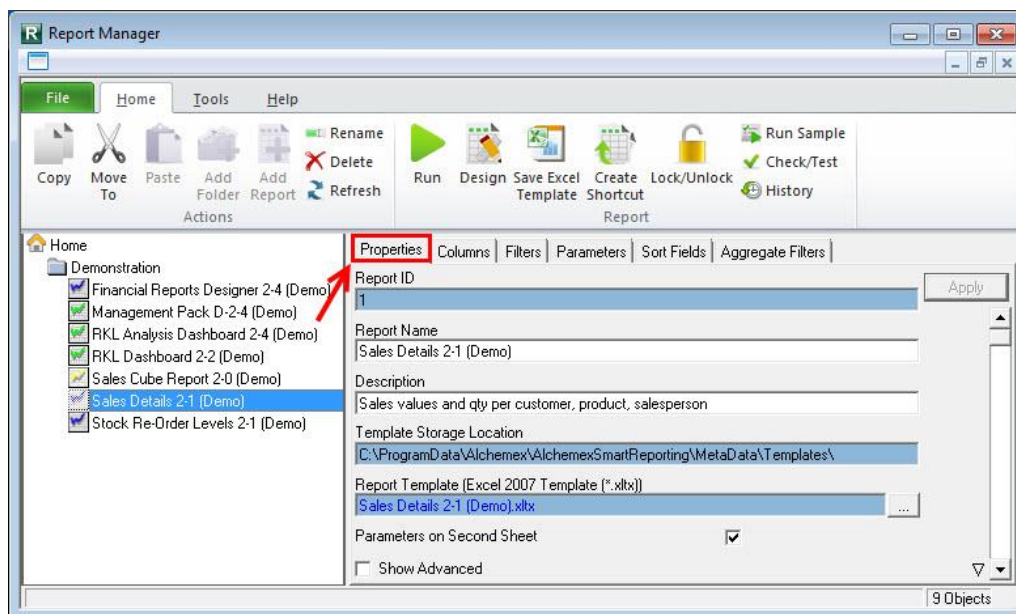 Report Manager
File Home Tools Help
Copy
Move To
Paste
Add Folder
Add Report
Rename
Delete
Refresh
Actions
Run
Design
Save Excel Template
Create Shortcut
Lock/Unlock
Run Sample
Check/Test
History
Report
Home
Demonstration
Financial Reports Designer 2-4 (Demo)
Management Pack D-2-4 (Demo)
RKL Analysis Dashboard 2-4 (Demo)
RKL Dashboard 2-2 (Demo)
Sales Cube Report 2-0 (Demo)
Sales Details 2-1 (Demo)
Stock Re-Order Levels 2-1 (Demo)
Properties Columns Filters Parameters Sort Fields Aggregate Filters
Report ID
1
Apply
Report Name
Sales Details 2-1 (Demo)
Description
Sales values and qty per customer, product, salesperson
Template Storage Location
C:\ProgramData\Alchemex\AlchemexSmartReporting\MetaData\Templates\
Report Template (Excel 2007 Template (*.xltx))
Sales Details 2-1 (Demo).xltx
...
Parameters on Second Sheet
Show Advanced
9 Objects